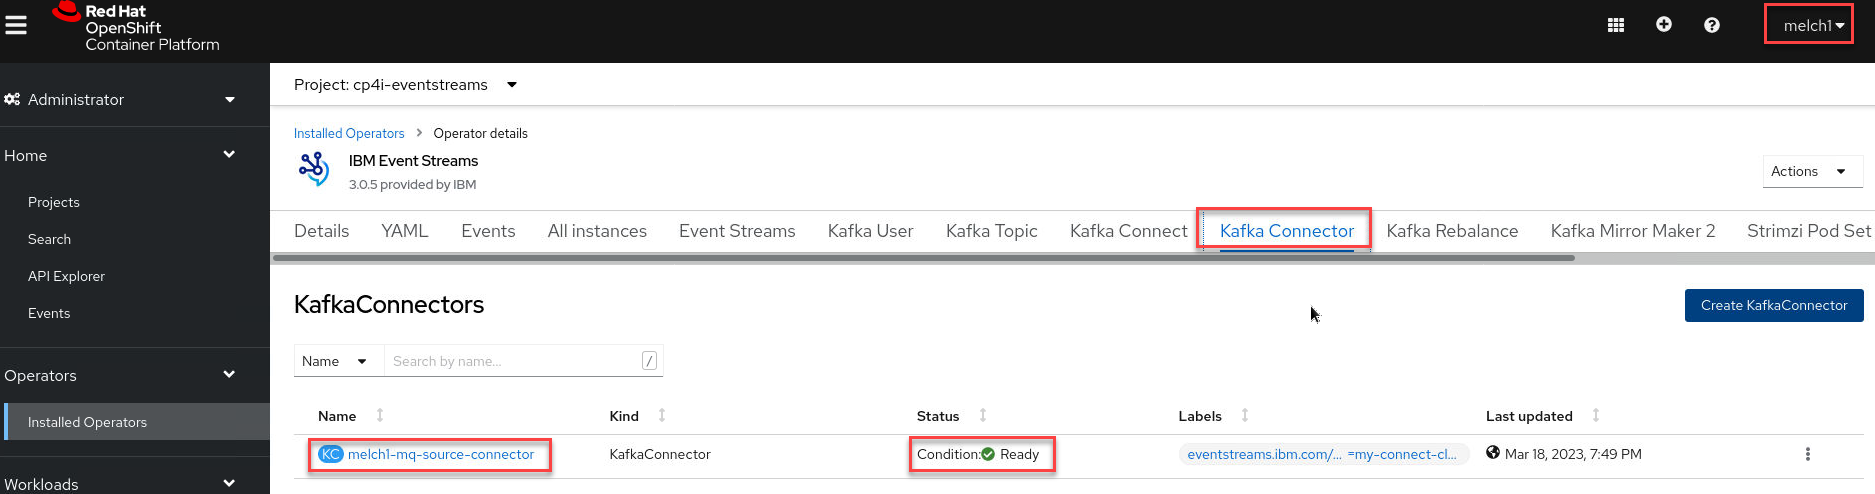 Red Hat
OpenShift
Container Platform
melch1
Administrator
Home
Projects
Search
API Explorer
Events
Operators
Installed Operators
Workloads
Project: cp4i-eventstreams
Installed Operators > Operator details
IBM Event Streams
3.0.5 provided by IBM
Actions
Details YAML Events All instances Event Streams Kafka User Kafka Topic Kafka Connect Kafka Connector Kafka Rebalance Kafka Mirror Maker 2 Strimzi Pod Set
KafkaConnectors
Create KafkaConnector
Name Search by name... /
Name Kind Status Labels Last updated
KC melch1-mq-source-connector KafkaConnector Condition: Ready eventstreams.ibm.com/... =my-connect-cl... Mar 18, 2023, 7:49 PM